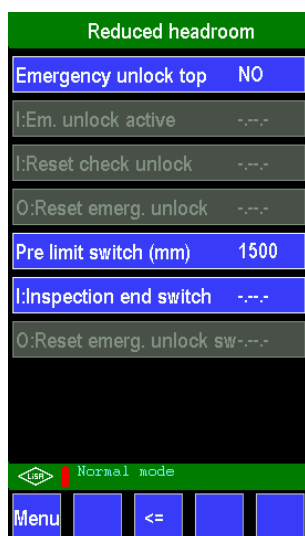 Reduced headroom
Emergency unlock top NO
I:Em. unlock active -.--.-
I:Reset check unlock -.--.-
O:Reset emerg. unlock -.--.-
Pre limit switch (mm) 1500
I:Inspection end switch -.--.-
O:Reset emerg. unlock sw-.--.-
LiSA Normal mode
Menu <=